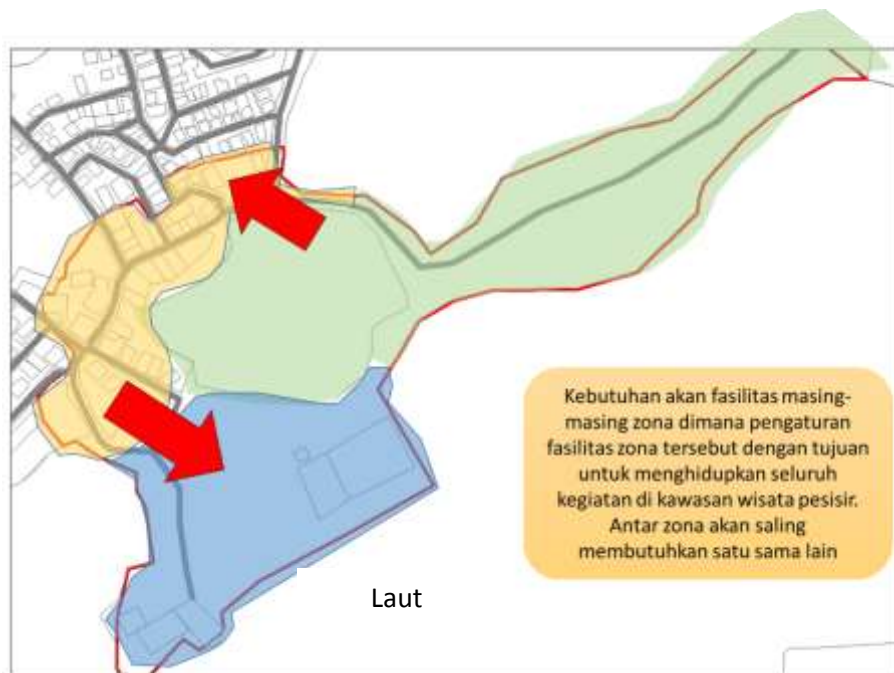 Kebutuhan akan fasilitas masing-
masing zona dimana pengaturan
fasilitas zona tersebut dengan tujuan
untuk menghidupkan seluruh
kegiatan di kawasan wisata pesisir.
Antar zona akan saling
membutuhkan satu sama lain
Laut